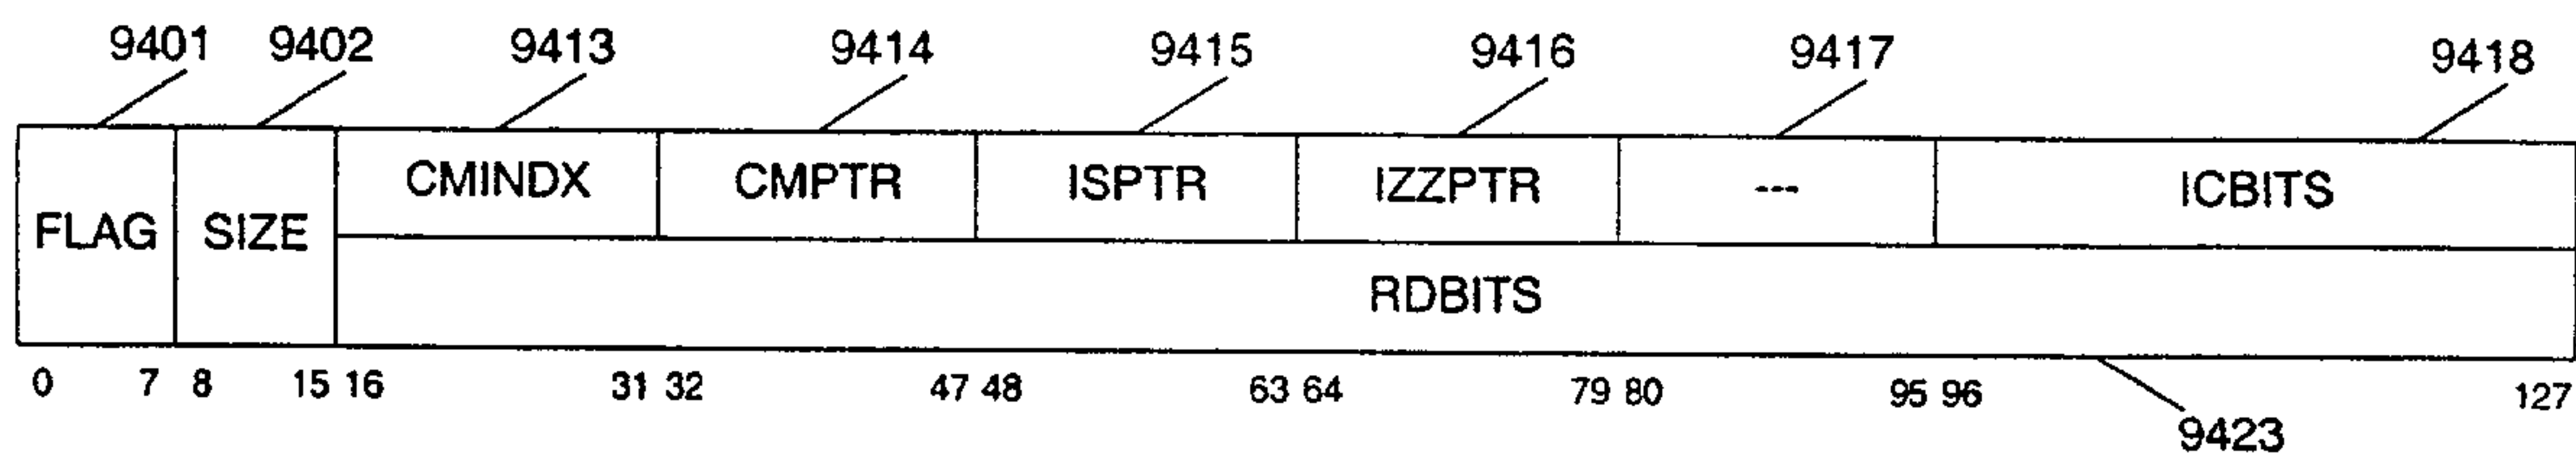 9401 9402 9413 9414 9415 9416 9417 9418
CMINDX CMPTR ISPTR IZZPTR --- ICBITS
FLAG SIZE
RDBITS
0 7 8 15 16 31 32 47 48 63 64 79 80 95 96 127
9423